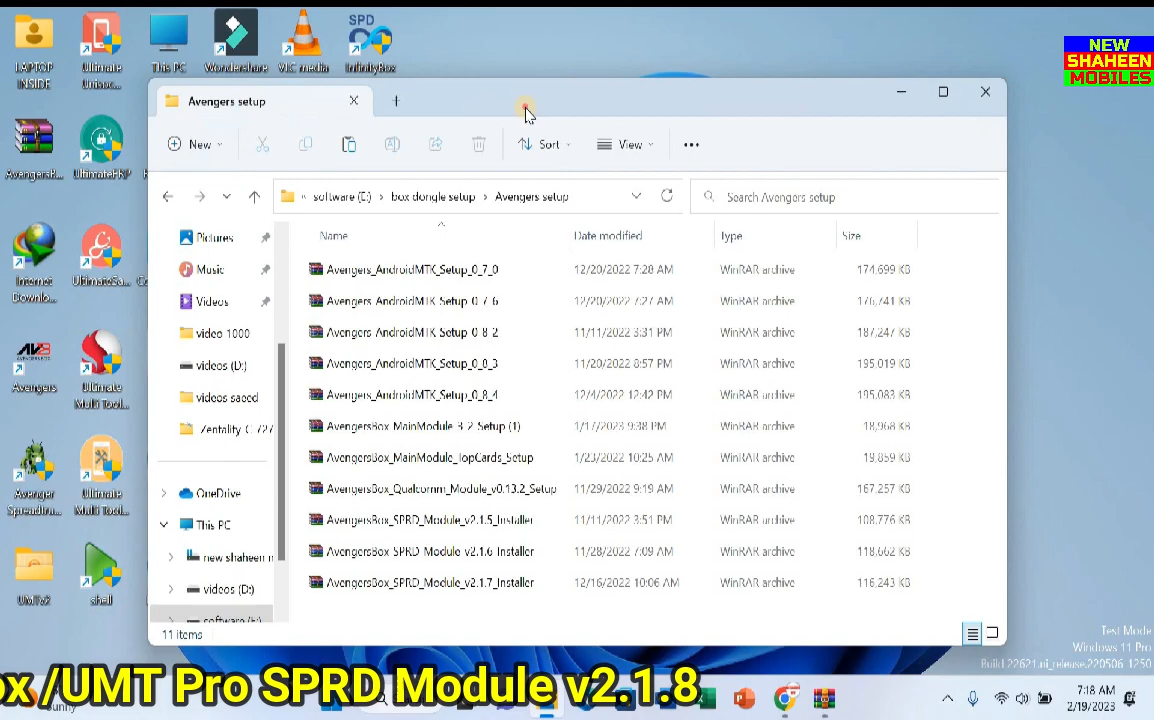 SPD
LAPTOP INSIDE
Ultimate Unisoc...
This PC
Wondershare
VLC media
InfinityBox
NEW
SHAHEEN
MOBILES
Avengers setup
New
Sort
View
software (E:) > box dongle setup > Avengers setup
Search Avengers setup
Name Date modified Type Size
Avengers_AndroidMTK_Setup_0_7_0 12/20/2022 7:28 AM WinRAR archive 174,699 KB
Avengers_AndroidMTK_Setup_0_7_6 12/20/2022 7:27 AM WinRAR archive 176,741 KB
Avengers_AndroidMTK_Setup_0_8_2 11/11/2022 3:31 PM WinRAR archive 187,247 KB
Avengers_AndroidMTK_Setup_0_8_3 11/20/2022 8:57 PM WinRAR archive 195,019 KB
Avengers_AndroidMTK_Setup_0_8_4 12/4/2022 12:42 PM WinRAR archive 195,083 KB
AvengersBox_MainModule_3_2_Setup (1) 1/17/2023 9:38 PM WinRAR archive 18,968 KB
AvengersBox_MainModule_TopCards_Setup 1/23/2022 10:25 AM WinRAR archive 19,859 KB
AvengersBox_Qualcomm_Module_v0.13.2_Setup 11/29/2022 9:19 AM WinRAR archive 167,257 KB
AvengersBox_SPRD_Module_v2.1.5_Installer 11/11/2022 3:51 PM WinRAR archive 108,776 KB
AvengersBox_SPRD_Module_v2.1.6_Installer 11/28/2022 7:09 AM WinRAR archive 118,662 KB
AvengersBox_SPRD_Module_v2.1.7_Installer 12/16/2022 10:06 AM WinRAR archive 116,243 KB
Pictures
Music
Videos
video 1000
videos (D:)
videos saeed
Zentality C 727
OneDrive
This PC
new shaheen
videos (D:)
software (E:)
11 items
AvengersB...
UltimateFRP
Internet Downlo...
UltimateSa...
AVB
Avengers
Ultimate Multi Tool...
Avenger Spreadtru...
Ultimate Multi Tool...
UMTv2
shell
Test Mode
Windows 11 Pro
Build 22621.ni_release.220506-1250
ox /UMT Pro SPRD Module v2.1.8
Sunny
7:18 AM
2/19/2023